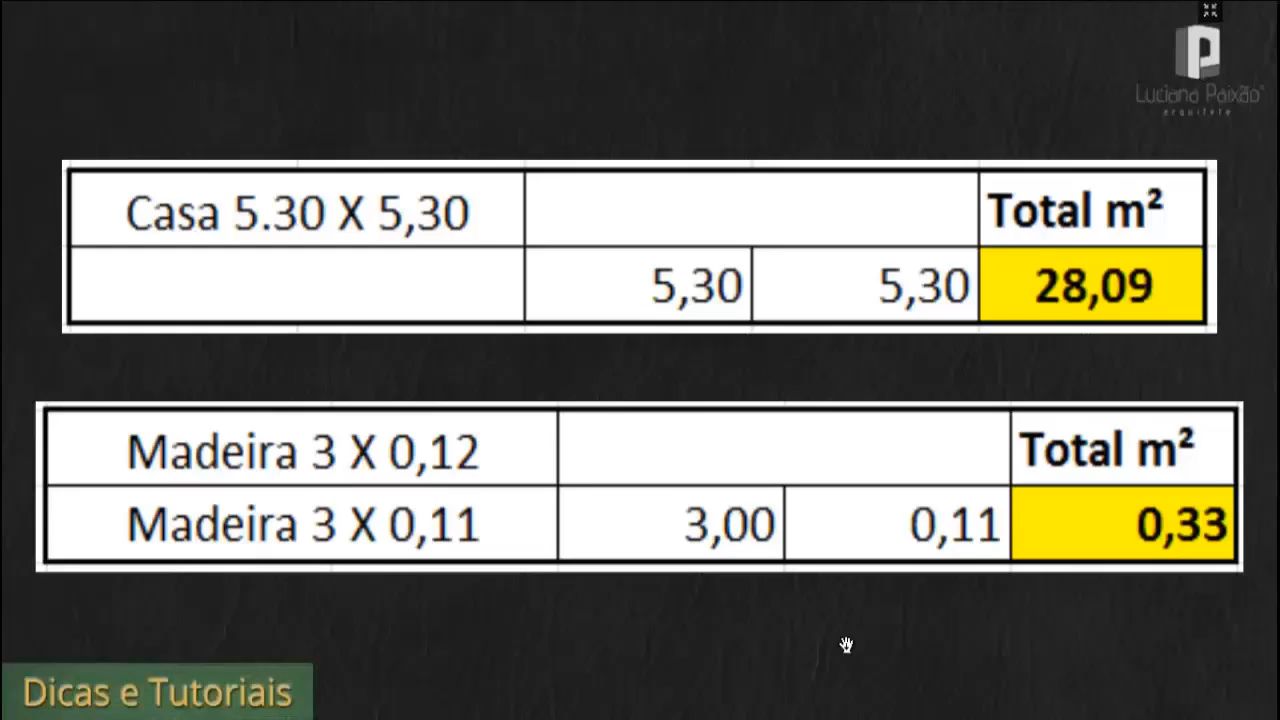 Luciana Paixão
arquiteta
Casa 5.30 X 5,30 Total m²
5,30 5,30 28,09
Madeira 3 X 0,12 Total m²
Madeira 3 X 0,11 3,00 0,11 0,33
Dicas e Tutoriais